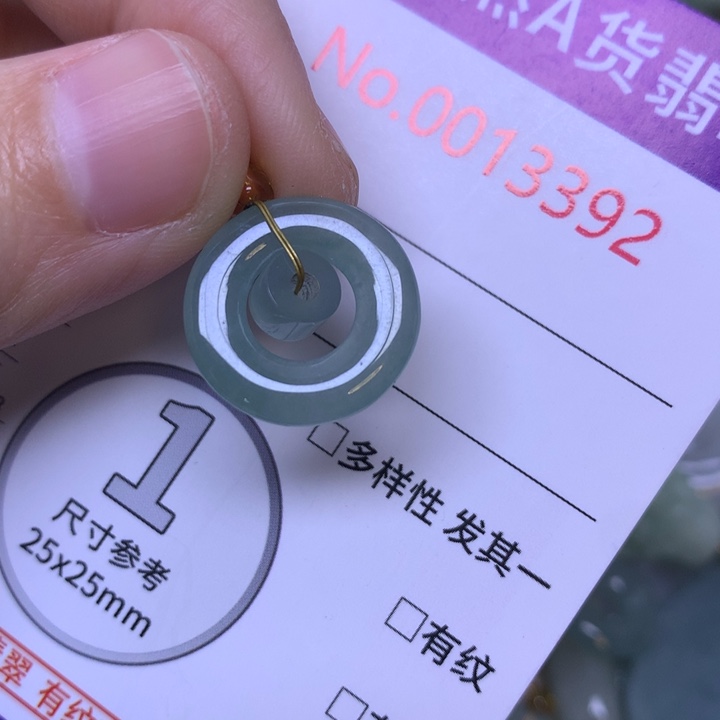 A货翡
No.0013392
1
尺寸参考
25x25mm
多样性 发其一
有纹
翠 有纹